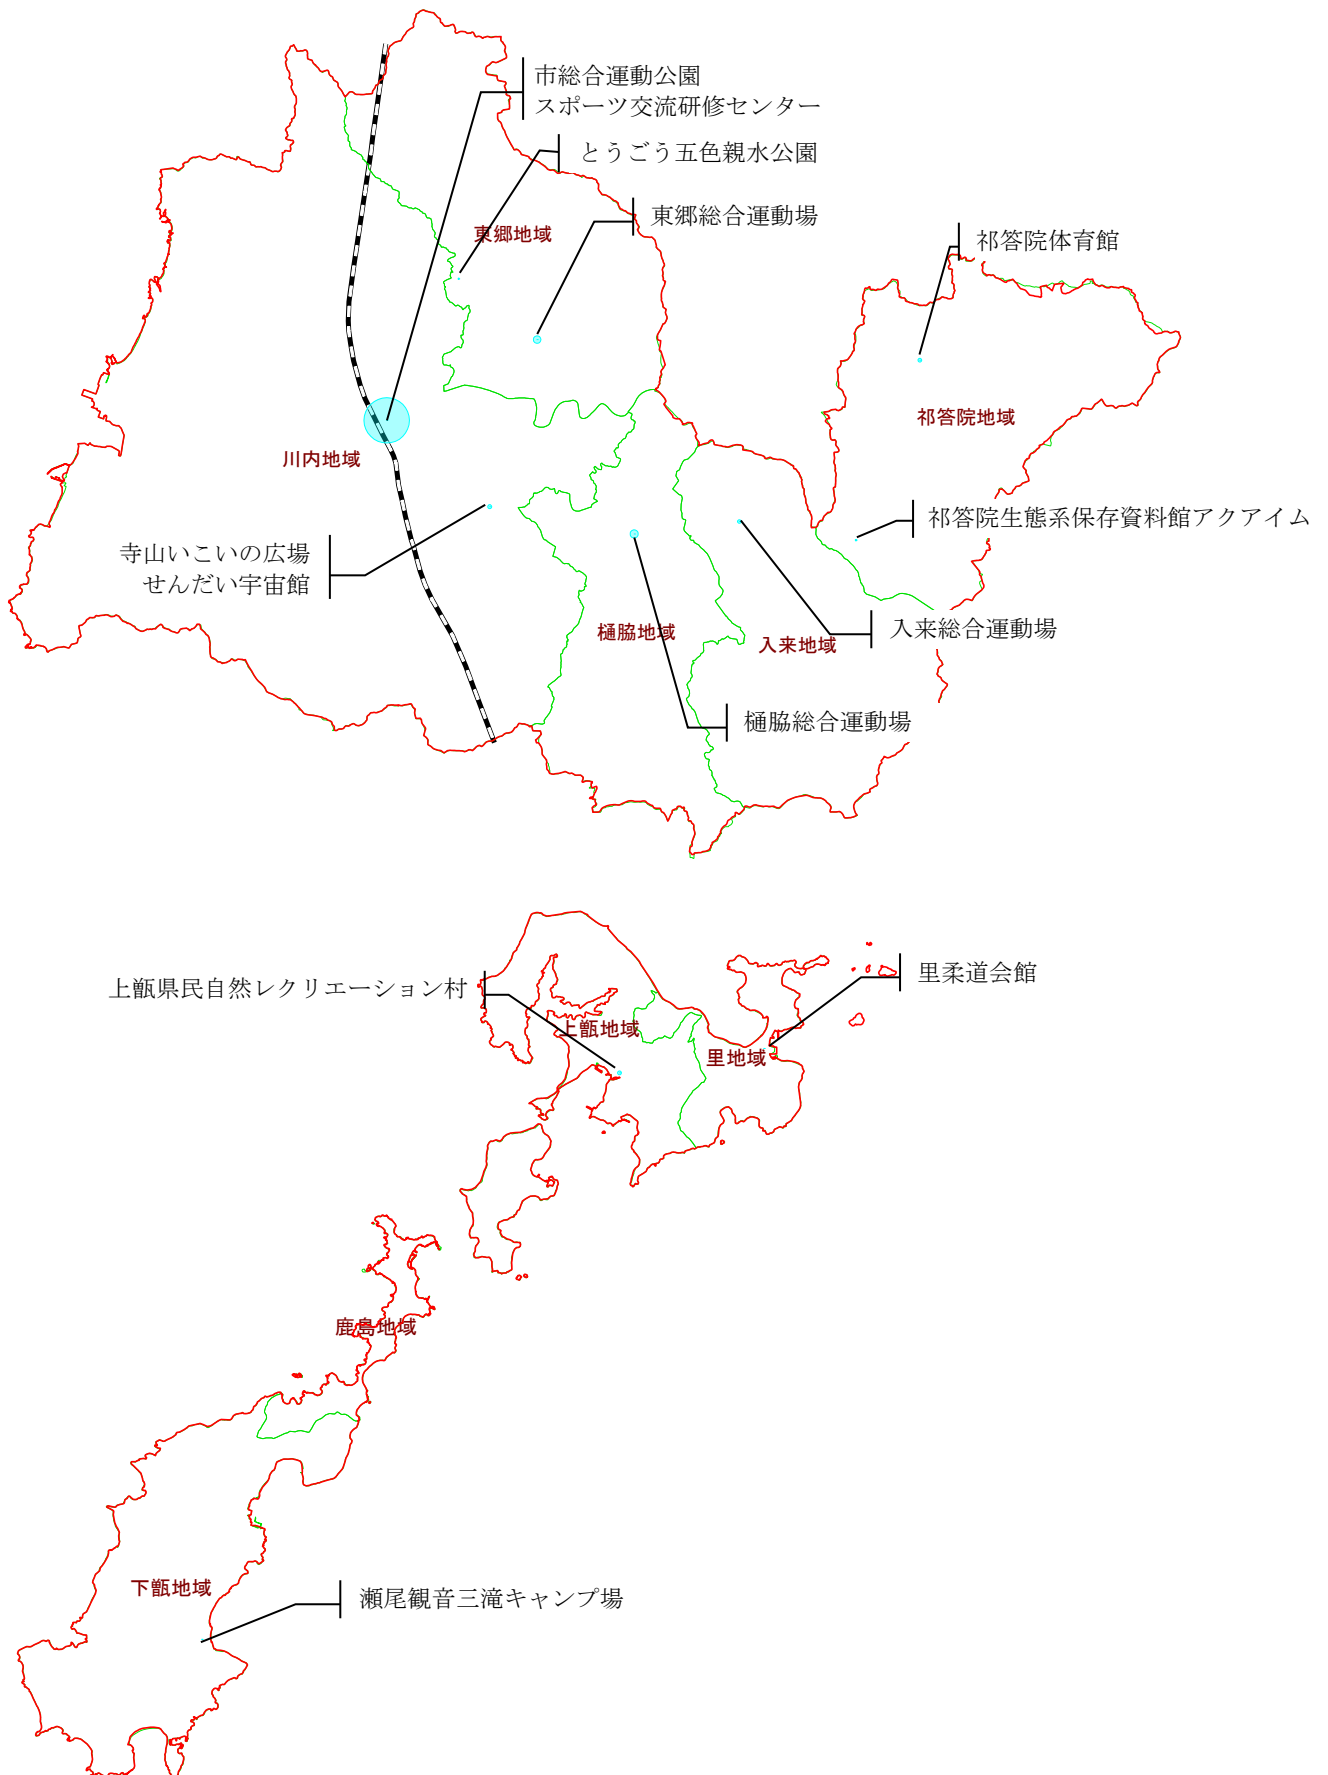 市総合運動公園
スポーツ交流研修センター
とうごう五色親水公園
東郷総合運動場
東郷地域
祁答院体育館
祁答院地域
川内地域
祁答院生態系保存資料館アクアイム
寺山いこいの広場
せんだい宇宙館
樋脇地域
入来地域
入来総合運動場
樋脇総合運動場
上甑県民自然レクリエーション村
里柔道会館
上甑地域
里地域
鹿島地域
下甑地域
瀬尾観音三滝キャンプ場